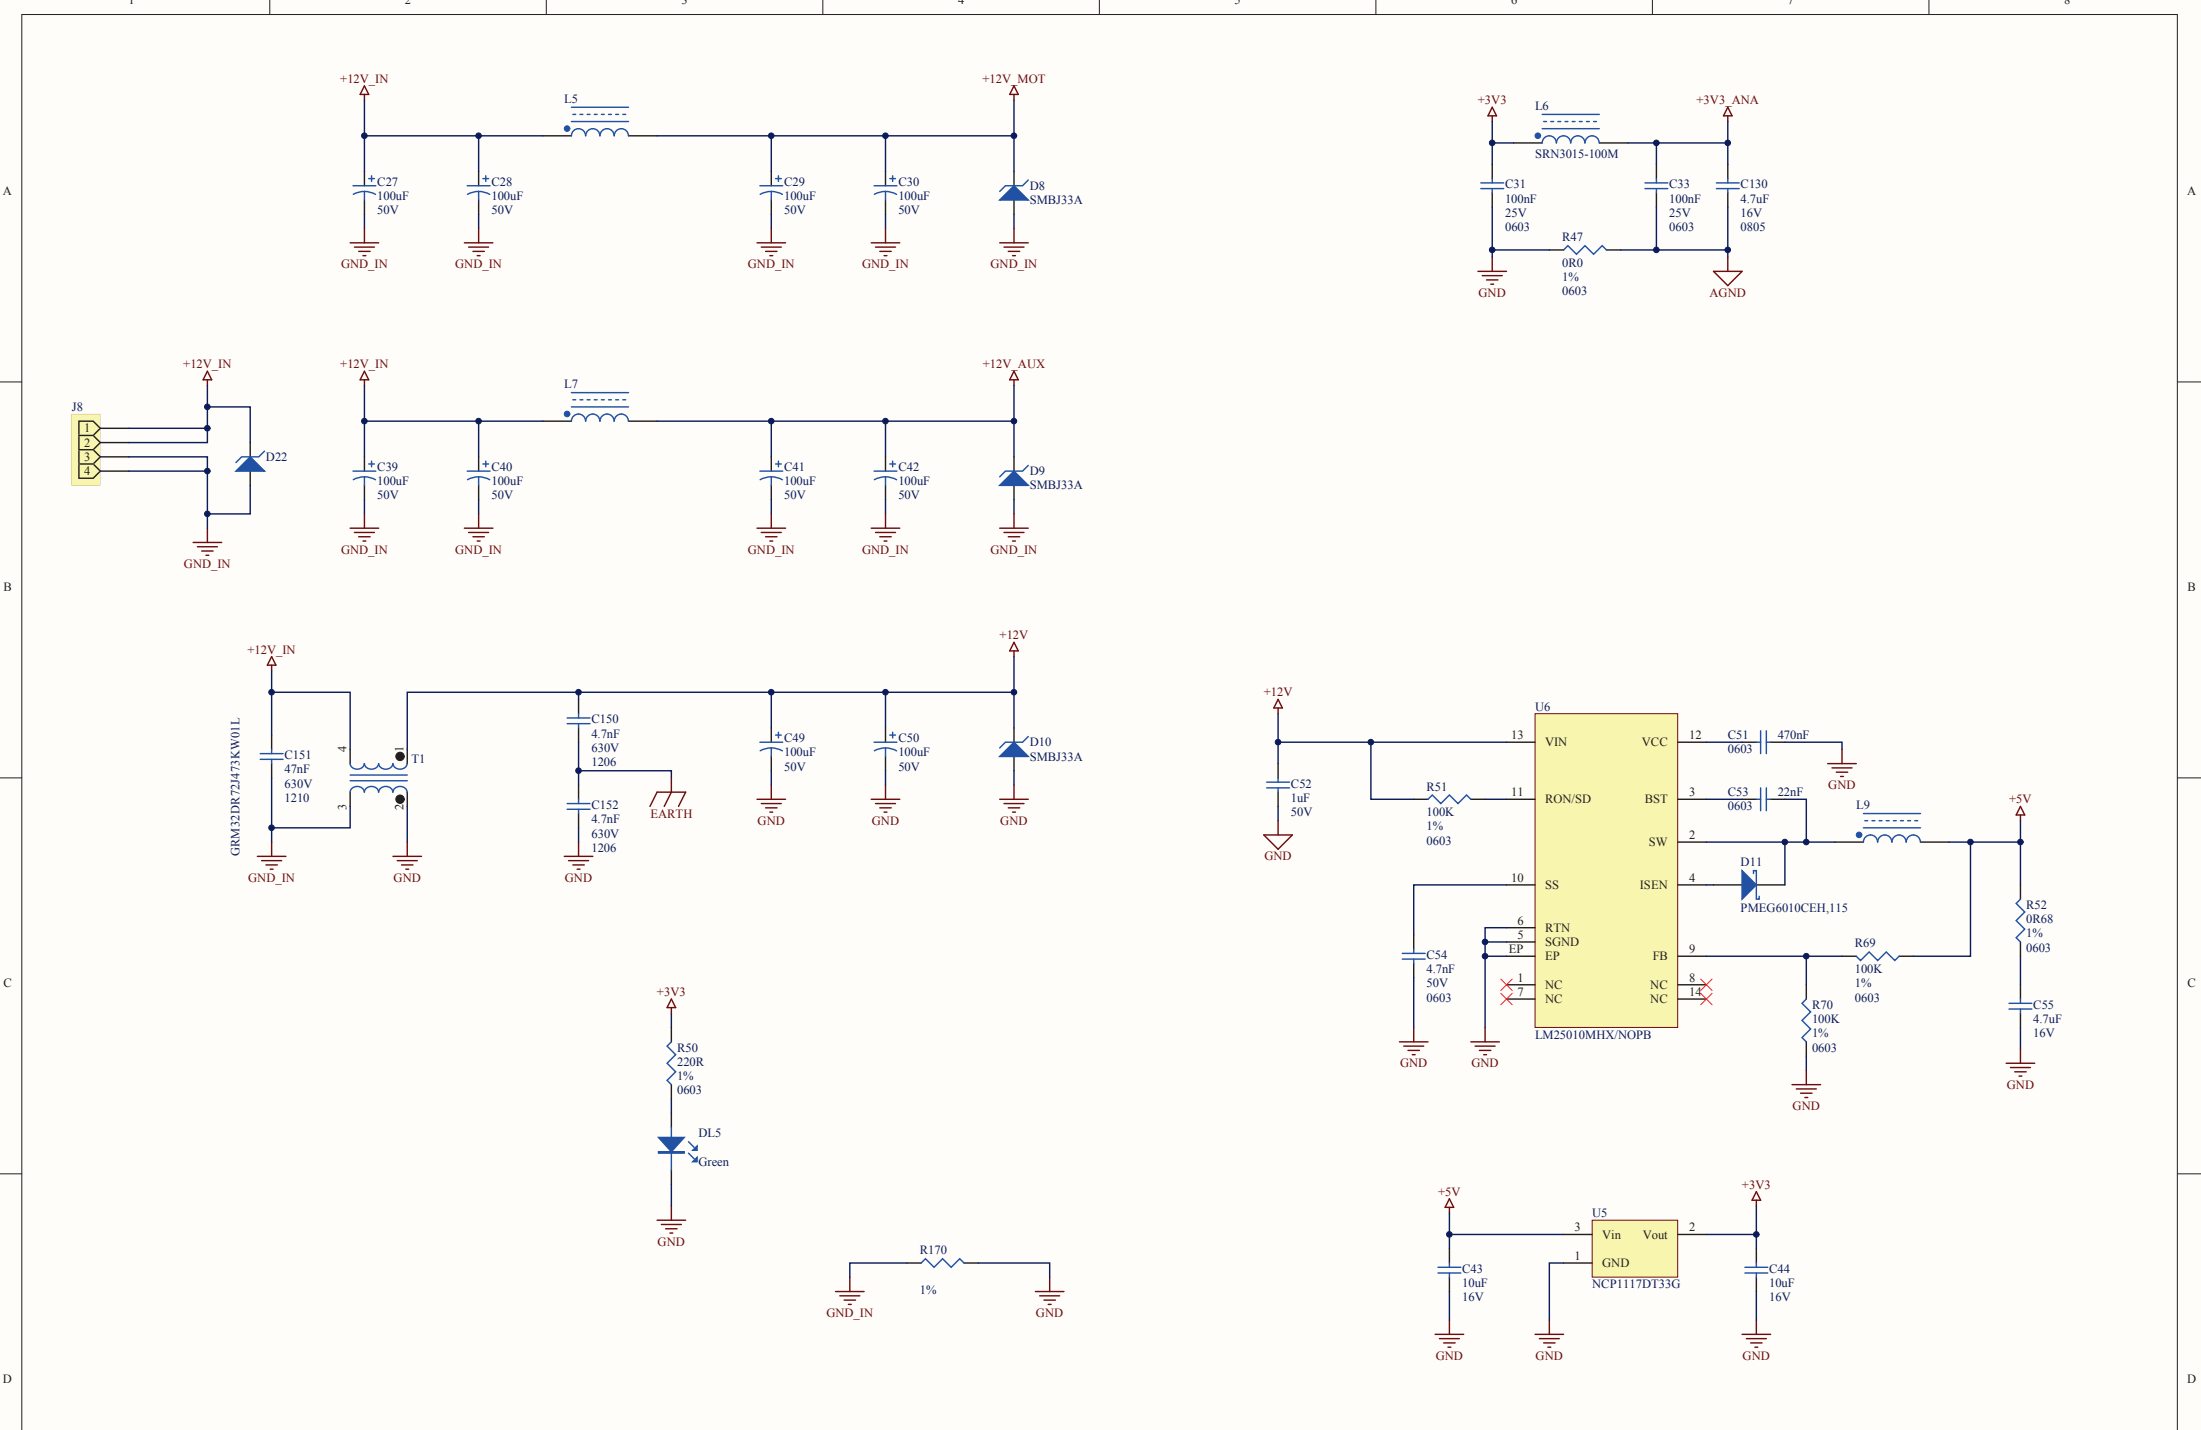 1 2 3 4 5 6 7 8
A
A
B
B
C
C
D
D
+12V_IN
L5
+12V_MOT
C27
100uF
50V
GND_IN
C28
100uF
50V
GND_IN
C29
100uF
50V
GND_IN
C30
100uF
50V
GND_IN
D8
SMBJ33A
GND_IN
+3V3
L6
SRN3015-100M
+3V3_ANA
C31
100nF
25V
0603
C33
100nF
25V
0603
C130
4.7uF
16V
0805
R47
0R0
1%
0603
GND
AGND
+12V_IN
J8
1
2
3
4
D22
GND_IN
+12V_IN
L7
+12V_AUX
C39
100uF
50V
GND_IN
C40
100uF
50V
GND_IN
C41
100uF
50V
GND_IN
C42
100uF
50V
GND_IN
D9
SMBJ33A
GND_IN
+12V_IN
GRM32DR72J473KW01L
C151
47nF
630V
1210
GND_IN
4
1
T1
3
2
GND
C150
4.7nF
630V
1206
EARTH
C152
4.7nF
630V
1206
GND
C49
100uF
50V
GND
C50
100uF
50V
GND
+12V
D10
SMBJ33A
GND
+12V
C52
1uF
50V
GND
R51
100K
1%
0603
C54
4.7nF
50V
0603
GND
GND
U6
13 VIN
11 RON/SD
10 SS
6 RTN
5 SGND
EP EP
1 NC
7 NC
VCC 12
BST 3
SW 2
ISEN 4
FB 9
NC 8
NC 14
LM25010MHX/NOPB
C51 470nF
0603
GND
C53 22nF
0603
L9
+5V
D11
PMEG6010CEH,115
R52
0R68
1%
0603
R69
100K
1%
0603
R70
100K
1%
0603
GND
C55
4.7uF
16V
GND
+3V3
R50
220R
1%
0603
DL5
Green
GND
R170
1%
GND_IN
GND
+5V
C43
10uF
16V
GND
U5
3 Vin
Vout 2
1 GND
NCP1117DT33G
GND
+3V3
C44
10uF
16V
GND